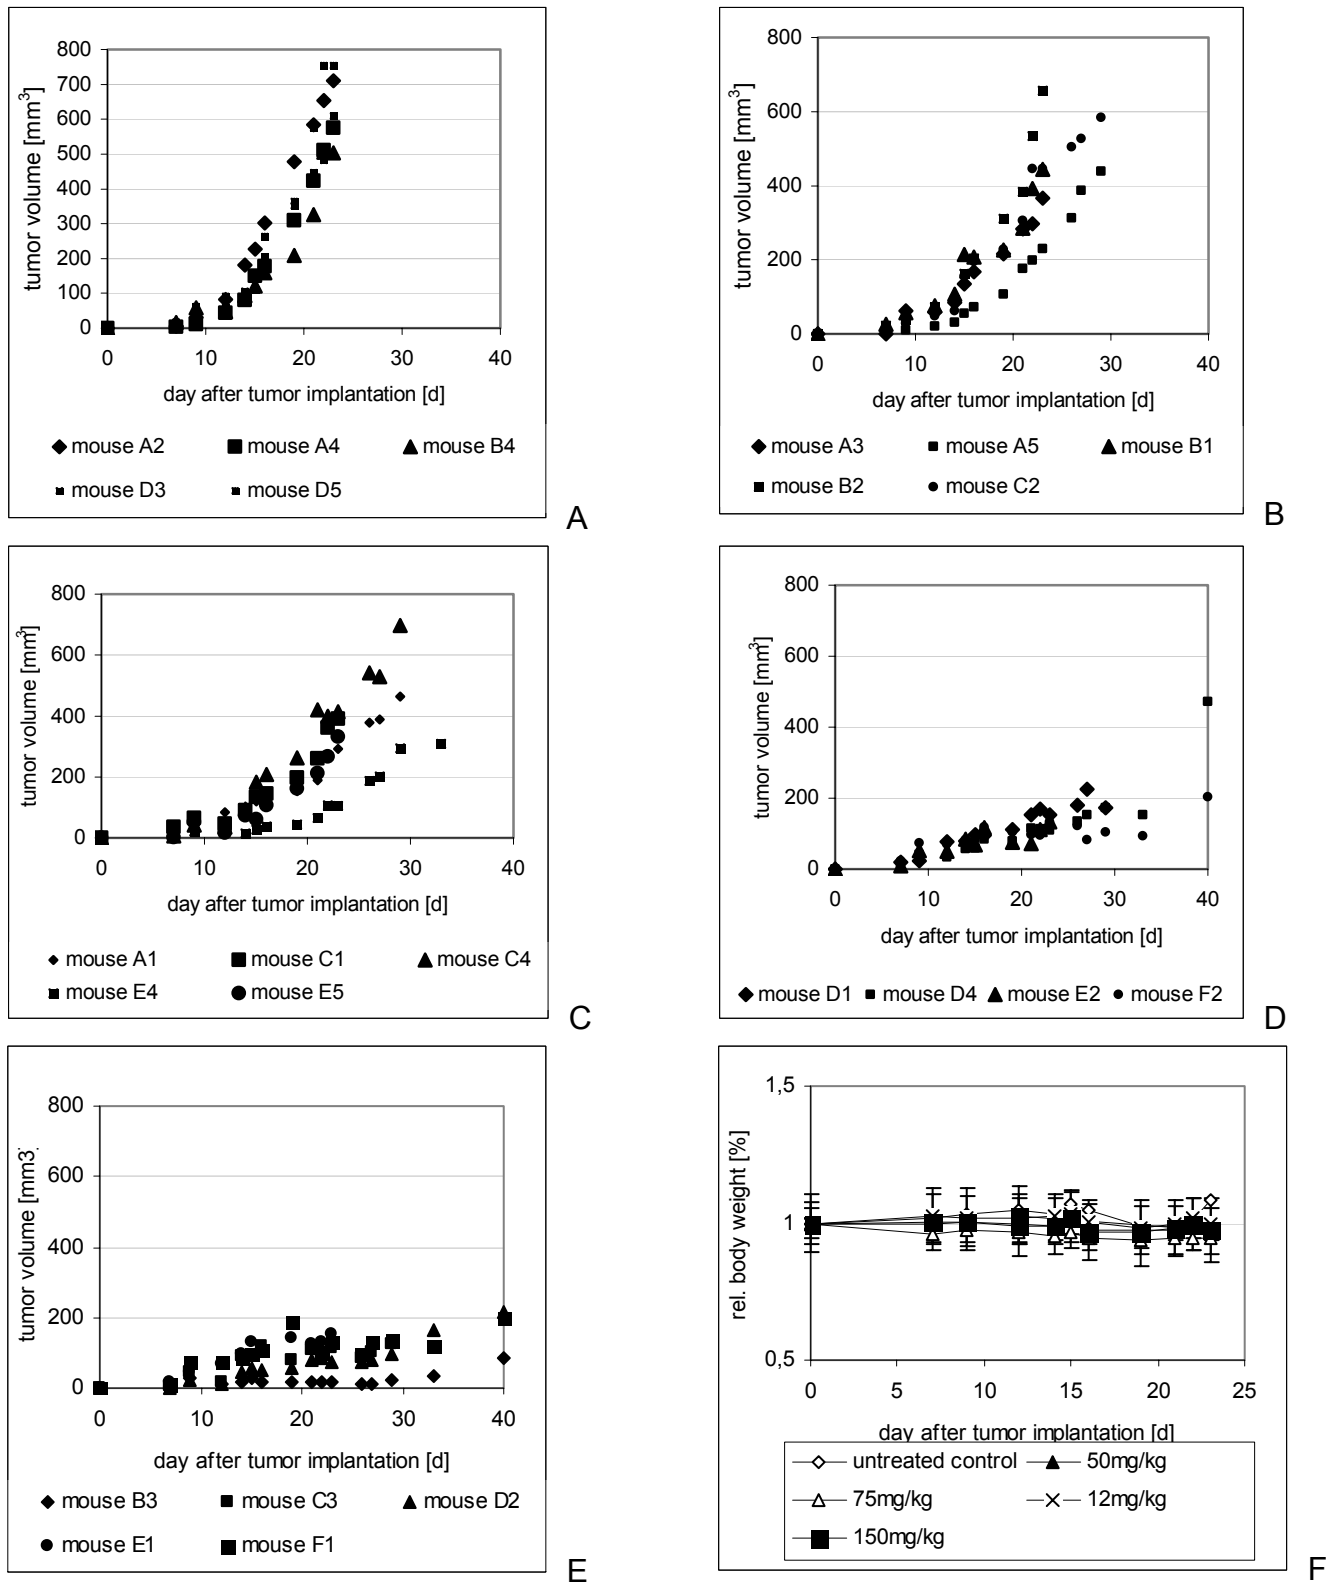 800
700
600
500
400
300
200
100
0
0 10 20 30 40
tumor volume [mm3]
day after tumor implantation [d]
mouse A2 mouse A4 mouse B4
mouse D3 mouse D5
A
800
600
400
200
0
0 10 20 30 40
tumor volume [mm3]
day after tumor implantation [d]
mouse A3 mouse A5 mouse B1
mouse B2 mouse C2
B
800
600
400
200
0
0 10 20 30 40
tumor volume [mm3]
day after tumor implantation [d]
mouse A1 mouse C1 mouse C4
mouse E4 mouse E5
C
800
600
400
200
0
0 10 20 30 40
tumor volume [mm3]
day after tumor implantation [d]
mouse D1 mouse D4 mouse E2 mouse F2
D
800
600
400
200
0
0 10 20 30 40
tumor volume [mm3]
day after tumor implantation [d]
mouse B3 mouse C3 mouse D2
mouse E1 mouse F1
E
1,5
1
0,5
0 5 10 15 20 25
rel. body weight [%]
day after tumor implantation [d]
untreated control 50mg/kg
75mg/kg 12mg/kg
150mg/kg
F